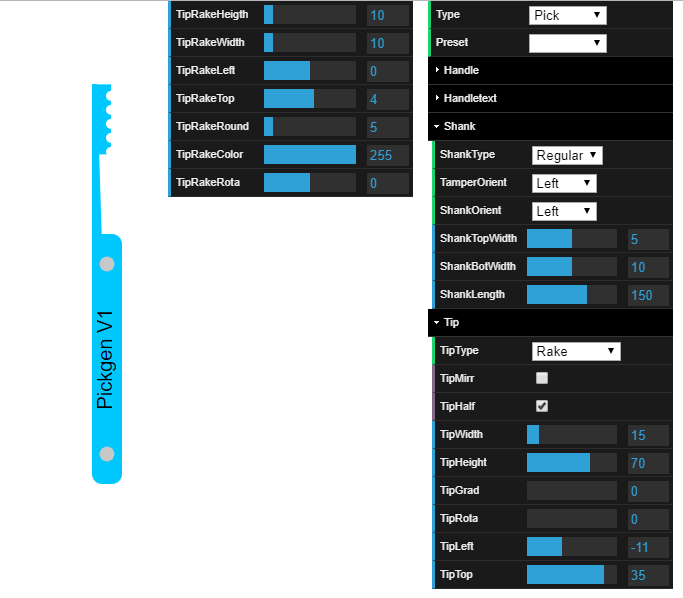 TipRakeHeigth 10
TipRakeWidth 10
TipRakeLeft 0
TipRakeTop 4
TipRakeRound 5
TipRakeColor 255
TipRakeRota 0
Type Pick
Preset
Handle
Handletext
Shank
ShankType Regular
TamperOrient Left
ShankOrient Left
ShankTopWidth 5
ShankBotWidth 10
ShankLength 150
Tip
TipType Rake
TipMirr
TipHalf
TipWidth 15
TipHeight 70
TipGrad 0
TipRota 0
TipLeft -11
TipTop 35
Pickgen V1